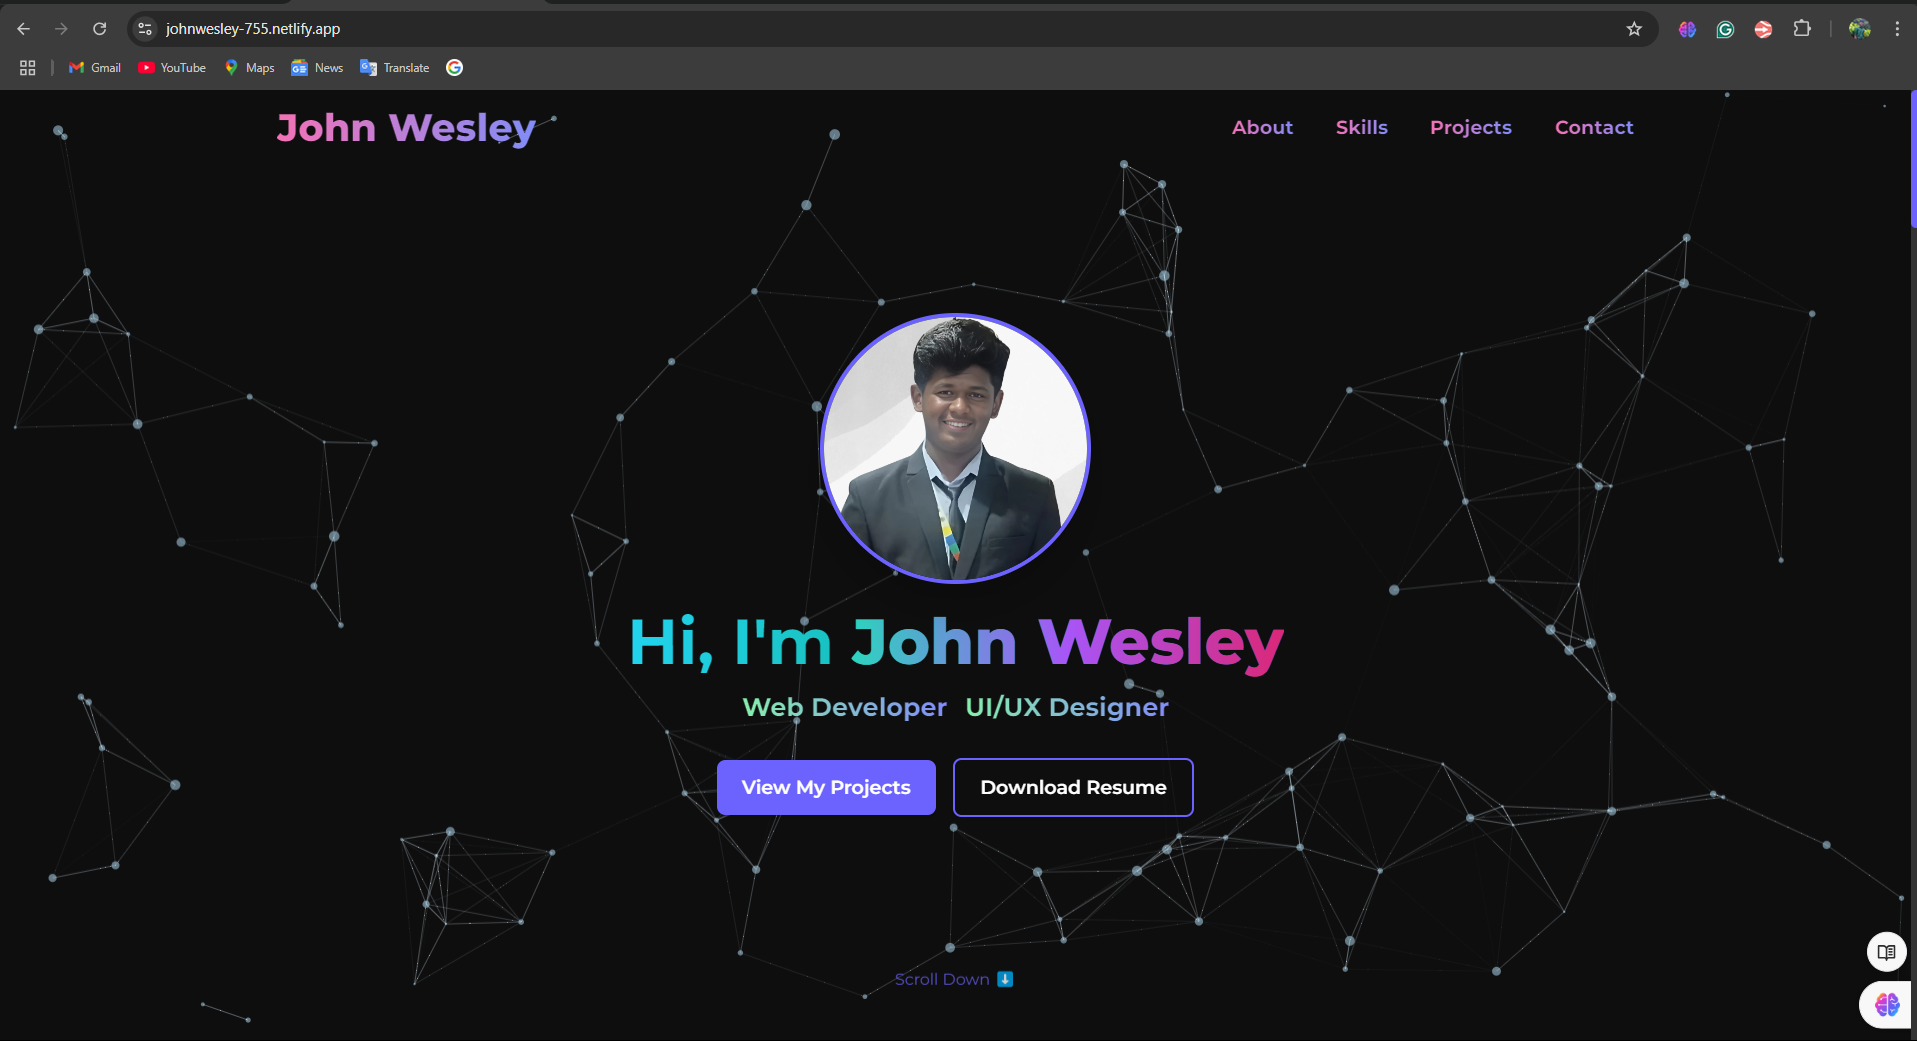 johnwesley-755.netlify.app
Gmail YouTube Maps News Translate
John Wesley About Skills Projects Contact
Hi, I'm John Wesley
Web Developer UI/UX Designer
View My Projects Download Resume
Scroll Down